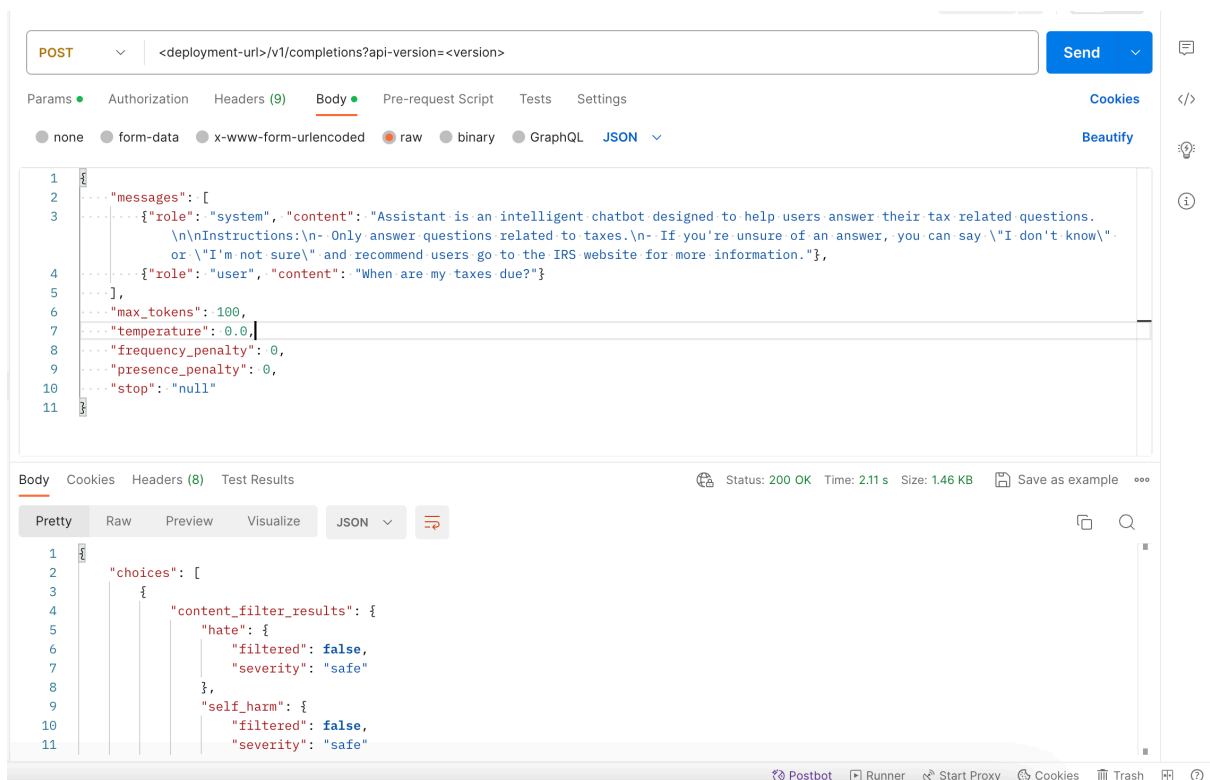 POST <deployment-url>/v1/completions?api-version=<version> Send
Params Authorization Headers (9) Body Pre-request Script Tests Settings Cookies
none form-data x-www-form-urlencoded raw binary GraphQL JSON Beautify
1 {
2 "messages": [
3 {"role": "system", "content": "Assistant is an intelligent chatbot designed to help users answer their tax related questions.
\n\nInstructions:\n- Only answer questions related to taxes.\n- If you're unsure of an answer, you can say \"I don't know\"
or \"I'm not sure\" and recommend users go to the IRS website for more information."},
4 {"role": "user", "content": "When are my taxes due?"}
5 ],
6 "max_tokens": 100,
7 "temperature": 0.0,
8 "frequency_penalty": 0,
9 "presence_penalty": 0,
10 "stop": "null"
11 }
Body Cookies Headers (8) Test Results Status: 200 OK Time: 2.11 s Size: 1.46 KB Save as example
Pretty Raw Preview Visualize JSON
1 {
2 "choices": [
3 {
4 "content_filter_results": {
5 "hate": {
6 "filtered": false,
7 "severity": "safe"
8 },
9 "self_harm": {
10 "filtered": false,
11 "severity": "safe"
Postbot Runner Start Proxy Cookies Trash